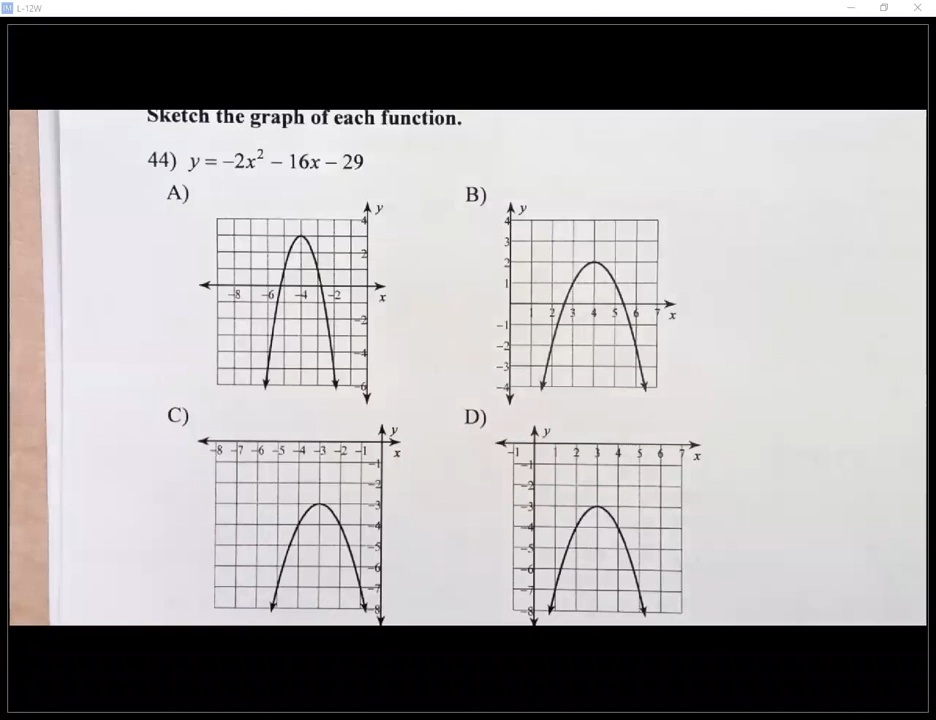 L-12W
Sketch the graph of each function.
44) y = −2x² − 16x − 29
A)
B)
y
4
2
−8 −6 −4 −2
x
−2
−4
−6
y
4
3
2
1
1 2 3 4 5 6 7
x
−1
−2
−3
−4
C)
D)
y
−8 −7 −6 −5 −4 −3 −2 −1
x
−1
−2
−3
−4
−5
−6
−7
−8
y
−1 1 2 3 4 5 6 7
x
−1
−2
−3
−4
−5
−6
−7
−8